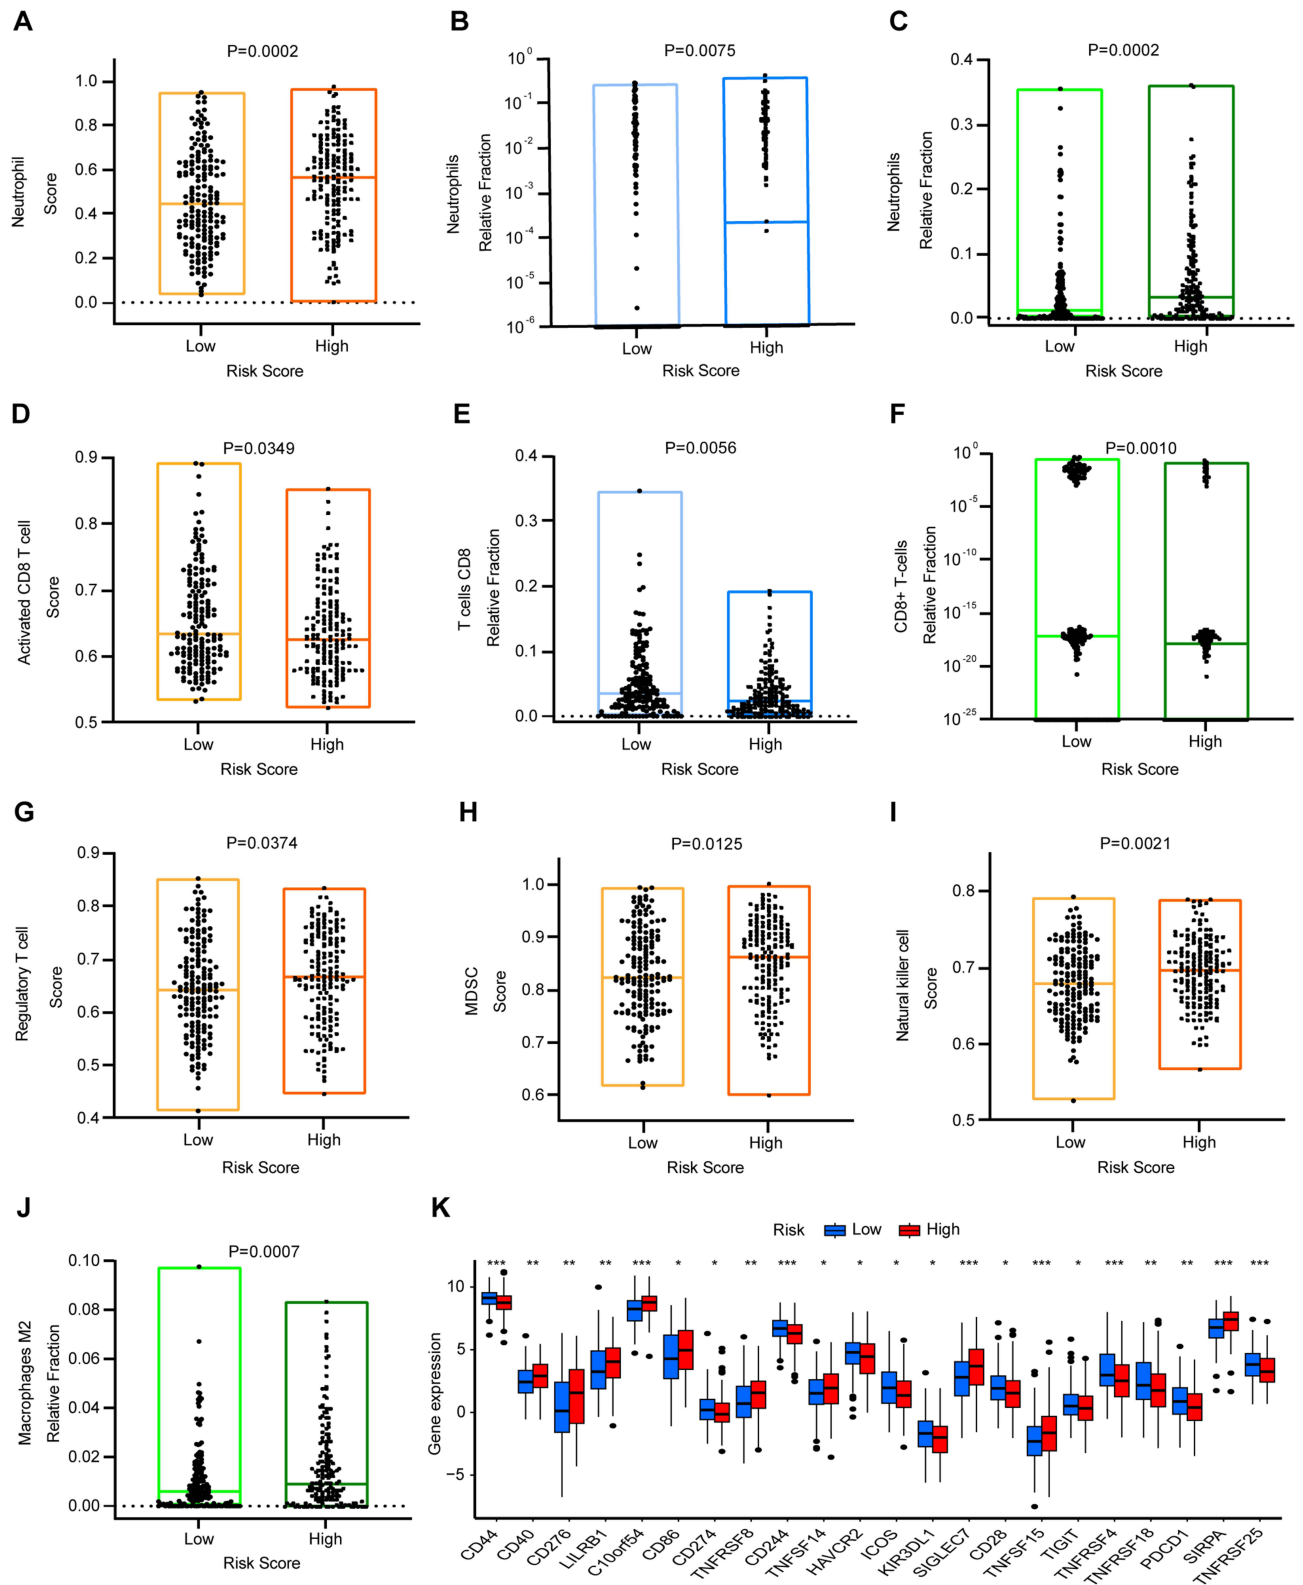 A
P=0.0002
Neutrophil
Score
1.0
0.8
0.6
0.4
0.2
0.0
Low
High
Risk Score
B
P=0.0075
Neutrophils
Relative Fraction
10^0
10^-1
10^-2
10^-3
10^-4
10^-5
10^-6
Low
High
Risk Score
C
P=0.0002
Neutrophils
Relative Fraction
0.4
0.3
0.2
0.1
0.0
Low
High
Risk Score
D
P=0.0349
Activated CD8 T cell
Score
0.9
0.8
0.7
0.6
0.5
Low
High
Risk Score
E
P=0.0056
T cells CD8
Relative Fraction
0.4
0.3
0.2
0.1
0.0
Low
High
Risk Score
F
P=0.0010
CD8+ T-cells
Relative Fraction
10^0
10^-5
10^-10
10^-15
10^-20
10^-25
Low
High
Risk Score
G
P=0.0374
Regulatory T cell
Score
0.9
0.8
0.7
0.6
0.5
0.4
Low
High
Risk Score
H
P=0.0125
MDSC
Score
1.0
0.9
0.8
0.7
0.6
Low
High
Risk Score
I
P=0.0021
Natural killer cell
Score
0.8
0.7
0.6
0.5
Low
High
Risk Score
J
P=0.0007
Macrophages M2
Relative Fraction
0.10
0.08
0.06
0.04
0.02
0.00
Low
High
Risk Score
K
Risk Low High
*** ** ** ** *** * * ** *** * * * * *** * *** * *** ** ** *** ***
Gene expression
10
5
0
−5
CD44
CD40
CD276
LILRB1
C10orf54
CD86
CD274
TNFRSF8
CD244
TNFSF14
HAVCR2
ICOS
KIR3DL1
SIGLEC7
CD28
TNFSF15
TIGIT
TNFRSF4
TNFRSF18
PDCD1
SIRPA
TNFRSF25